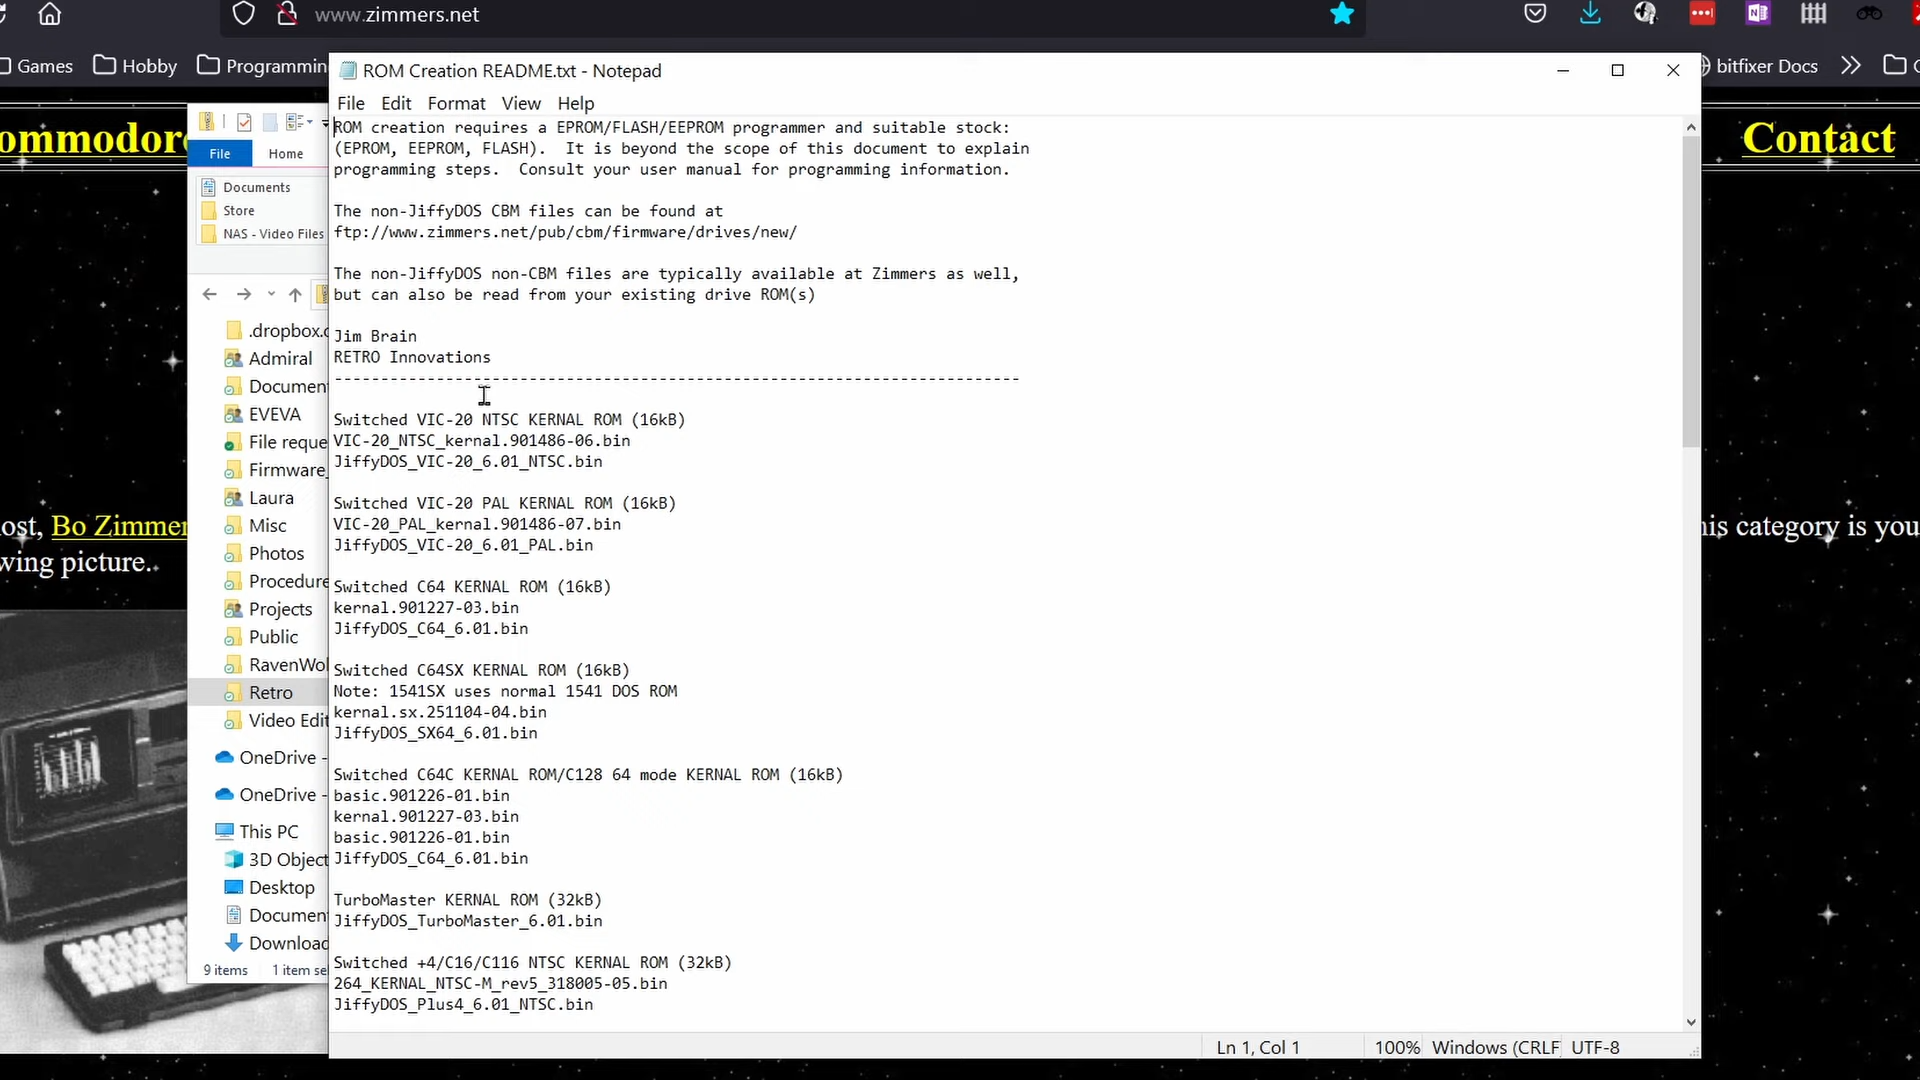 www.zimmers.net
Games
Hobby
bitfixer Docs
ROM Creation README.txt - Notepad
File Edit Format View Help
ROM creation requires a EPROM/FLASH/EEPROM programmer and suitable stock:
(EPROM, EEPROM, FLASH).  It is beyond the scope of this document to explain
programming steps.  Consult your user manual for programming information.
The non-JiffyDOS CBM files can be found at
ftp://www.zimmers.net/pub/cbm/firmware/drives/new/
The non-JiffyDOS non-CBM files are typically available at Zimmers as well,
but can also be read from your existing drive ROM(s)
Jim Brain
RETRO Innovations
--------------------------------------------------------------------------
Switched VIC-20 NTSC KERNAL ROM (16kB)
VIC-20_NTSC_kernal.901486-06.bin
JiffyDOS_VIC-20_6.01_NTSC.bin
Switched VIC-20 PAL KERNAL ROM (16kB)
VIC-20_PAL_kernal.901486-07.bin
JiffyDOS_VIC-20_6.01_PAL.bin
Switched C64 KERNAL ROM (16kB)
kernal.901227-03.bin
JiffyDOS_C64_6.01.bin
Switched C64SX KERNAL ROM (16kB)
Note: 1541SX uses normal 1541 DOS ROM
kernal.sx.251104-04.bin
JiffyDOS_SX64_6.01.bin
Switched C64C KERNAL ROM/C128 64 mode KERNAL ROM (16kB)
basic.901226-01.bin
kernal.901227-03.bin
basic.901226-01.bin
JiffyDOS_C64_6.01.bin
TurboMaster KERNAL ROM (32kB)
JiffyDOS_TurboMaster_6.01.bin
Switched +4/C16/C116 NTSC KERNAL ROM (32kB)
264_KERNAL_NTSC-M_rev5_318005-05.bin
JiffyDOS_Plus4_6.01_NTSC.bin
Ln 1, Col 1
100%
Windows (CRLF
UTF-8
File
Home
Documents
Store
NAS - Video Files
.dropbox.c
Admiral
Documen
EVEVA
File reque
Firmware_
Laura
Misc
Photos
Procedure
Projects
Public
RavenWol
Retro
Video Edit
OneDrive -
OneDrive -
This PC
3D Object
Desktop
Documen
Download
9 items
1 item se
ommodore
Contact
ost, Bo Zimmer
his category is you
wing picture.